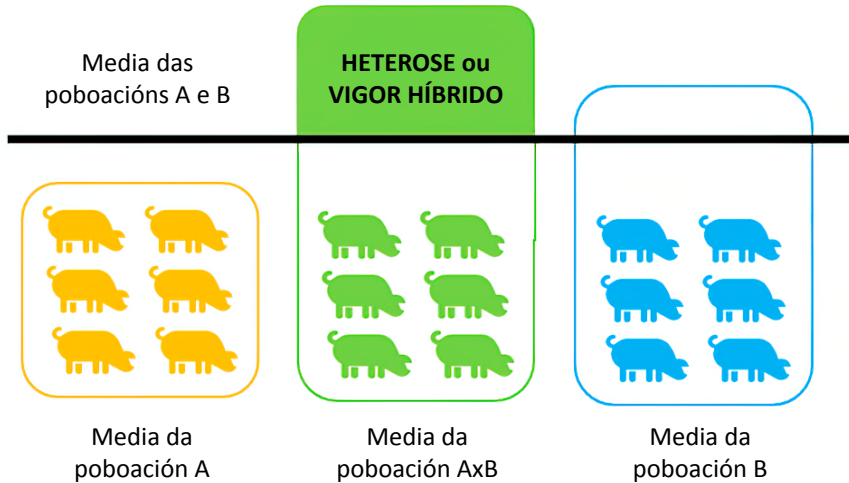 Media das
poboacións A e B
HETEROSE ou
VIGOR HÍBRIDO
Media da
poboación A
Media da
poboación AxB
Media da
poboación B